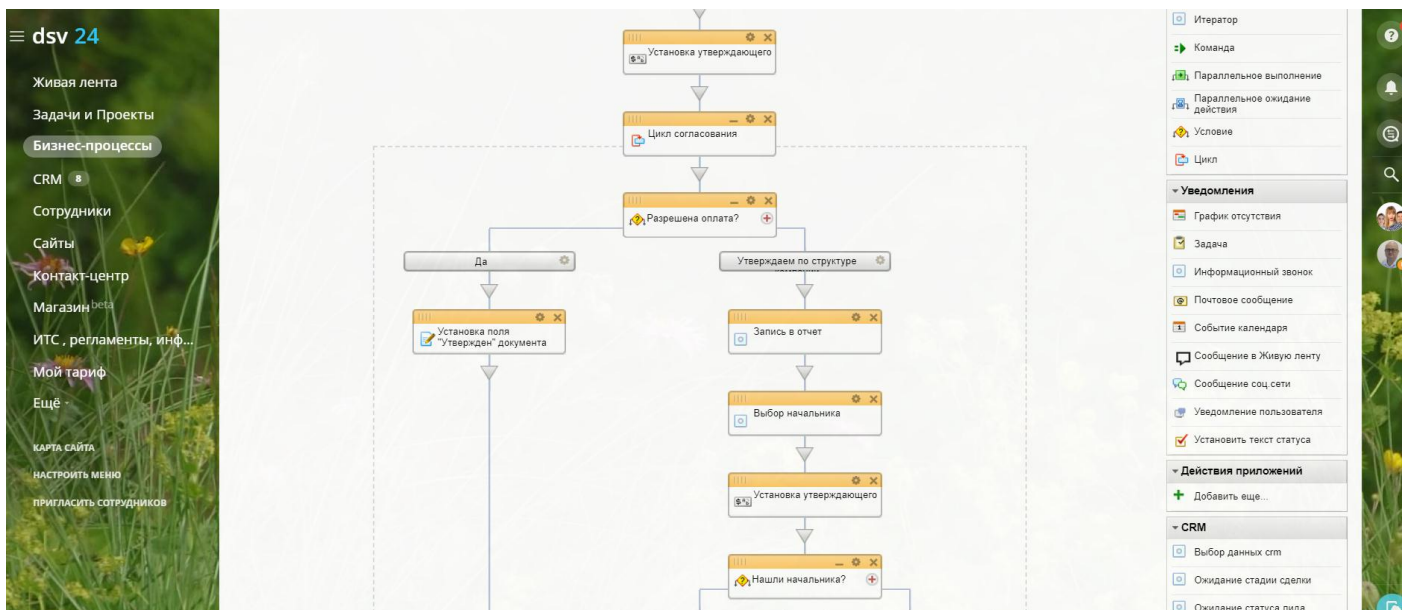 dsv 24
Живая лента
Задачи и Проекты
Бизнес-процессы
CRM 8
Сотрудники
Сайты
Контакт-центр
Магазин beta
ИТС , регламенты, инф...
Мой тариф
Ещё -
КАРТА САЙТА
НАСТРОИТЬ МЕНЮ
ПРИГЛАСИТЬ СОТРУДНИКОВ
Установка утверждающего
Цикл согласования
Разрешена оплата?
Да
Утверждаем по структуре
Установка поля
"Утвержден" документа
Запись в отчет
Выбор начальника
Установка утверждающего
Нашли начальника?
Итератор
Команда
Параллельное выполнение
Параллельное ожидание
действия
Условие
Цикл
Уведомления
График отсутствия
Задача
Информационный звонок
Почтовое сообщение
Событие календаря
Сообщение в Живую ленту
Сообщение соц.сети
Уведомление пользователя
Установить текст статуса
Действия приложений
Добавить еще...
CRM
Выбор данных crm
Ожидание стадии сделки
Ожидание статуса лида